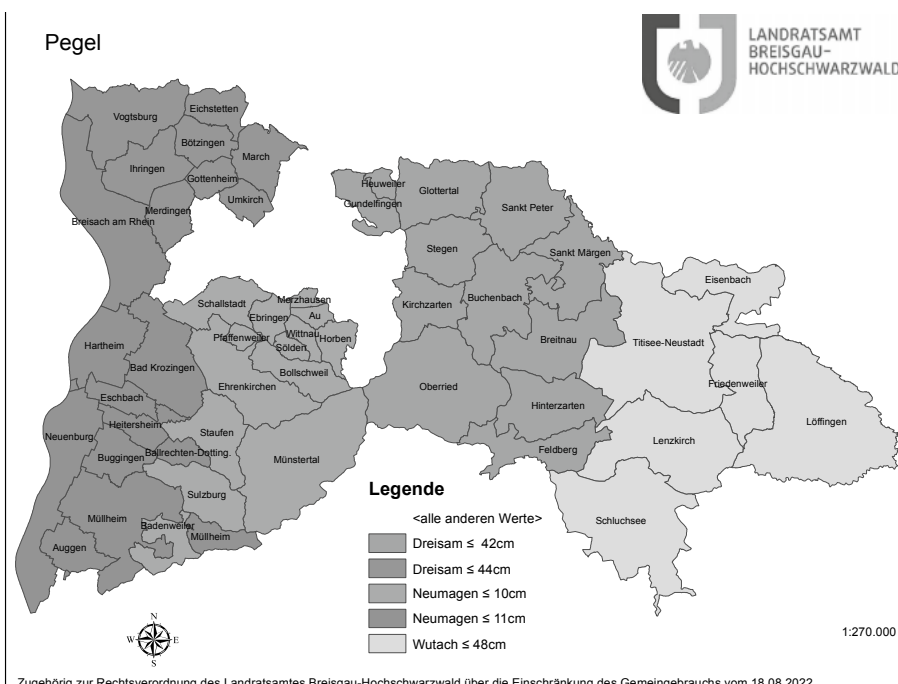 Pegel
LANDRATSAMT
BREISGAU-
HOCHSCHWARZWALD
Vogtsburg
Eichstetten
Bötzingen
March
Ihringen
Gottenheim
Umkirch
Merdingen
Breisach am Rhein
Heuweiler
Gundelfingen
Glottertal
Sankt Peter
Stegen
Sankt Märgen
Eisenbach
Schallstadt
Merzhausen
Ebringen
Au
Kirchzarten
Buchenbach
Pfaffenweiler
Wittnau
Horben
Sölden
Breitnau
Titisee-Neustadt
Hartheim
Bad Krozingen
Bollschweil
Ehrenkirchen
Oberried
Friedenweiler
Eschbach
Hinterzarten
Löffingen
Heitersheim
Neuenburg
Staufen
Lenzkirch
Feldberg
Buggingen
Ballrechten-Dotting.
Münstertal
Sulzburg
Müllheim
Badenweiler
Müllheim
Schluchsee
Auggen
Legende
<alle anderen Werte>
Dreisam ≤ 42cm
Dreisam ≤ 44cm
Neumagen ≤ 10cm
Neumagen ≤ 11cm
Wutach ≤ 48cm
N
W E
S
1:270.000
Zugehörig zur Rechtsverordnung des Landratsamtes Breisgau-Hochschwarzwald über die Einschränkung des Gemeingebrauchs vom 18.08.2022